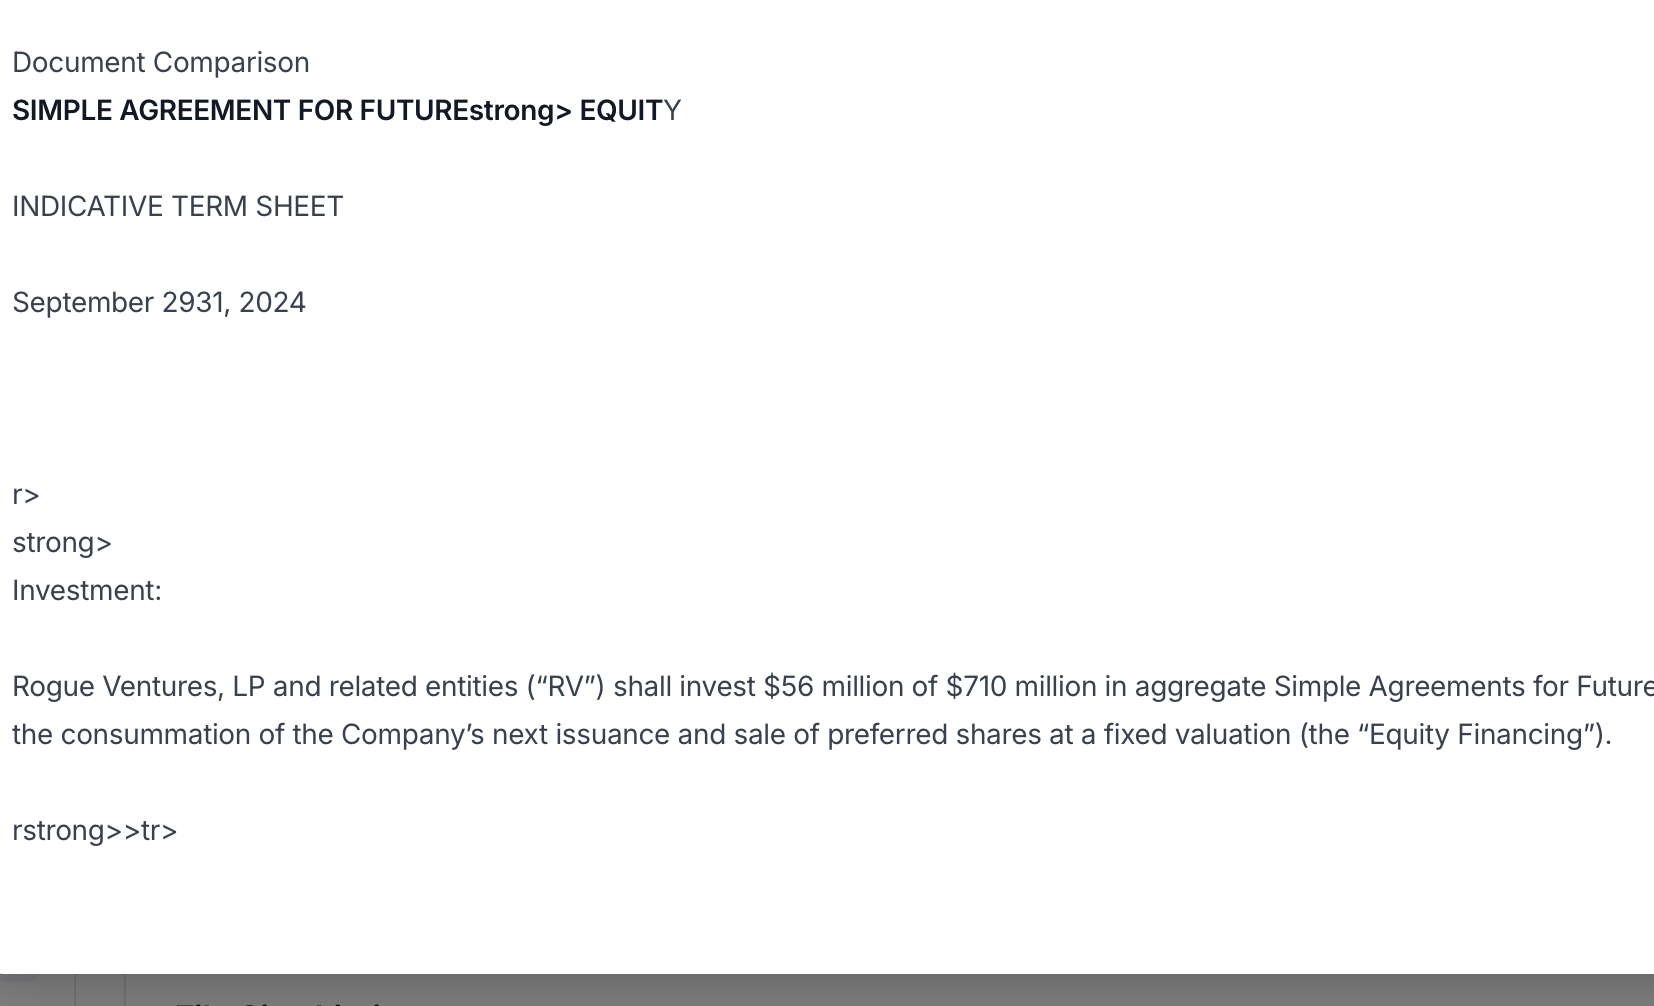 Document Comparison
SIMPLE AGREEMENT FOR FUTUREstrong> EQUITY
INDICATIVE TERM SHEET
September 2931, 2024
r>
strong>
Investment:
Rogue Ventures, LP and related entities (“RV”) shall invest $56 million of $710 million in aggregate Simple Agreements for Future
the consummation of the Company’s next issuance and sale of preferred shares at a fixed valuation (the “Equity Financing”).
rstrong>>tr>